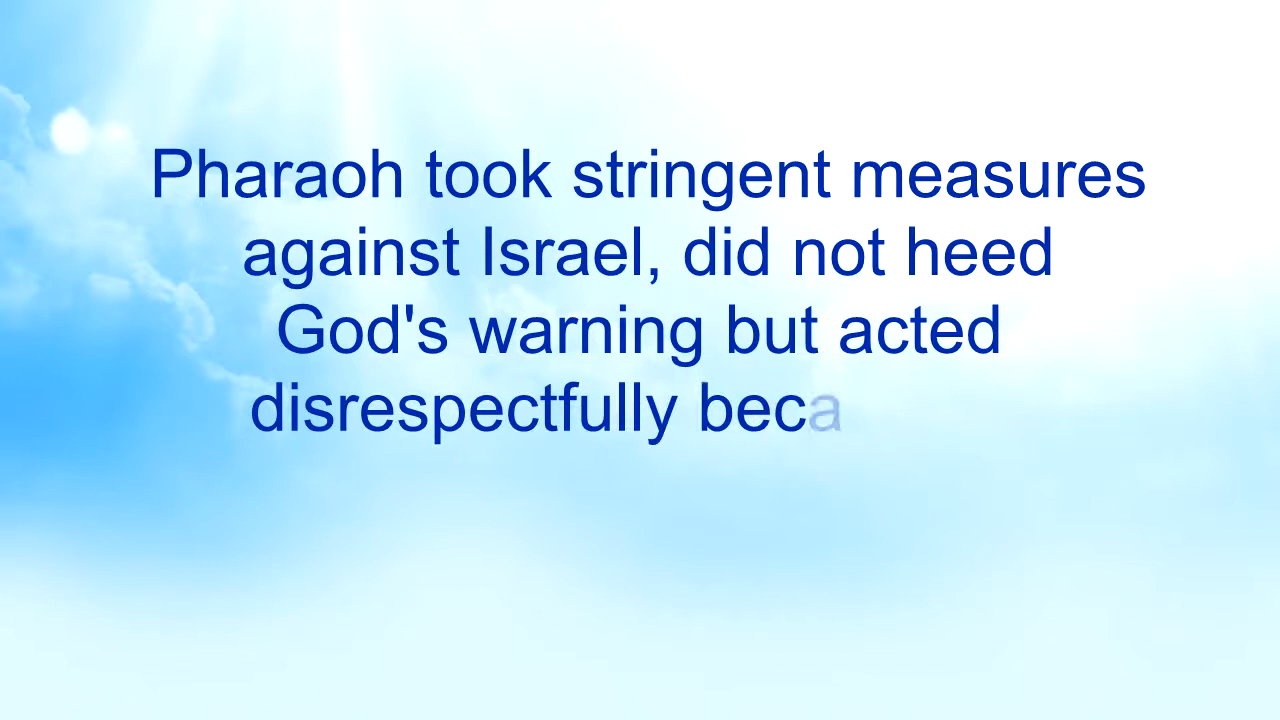 Pharaoh took stringent measures
against Israel, did not heed
God's warning but acted
disrespectfully beca